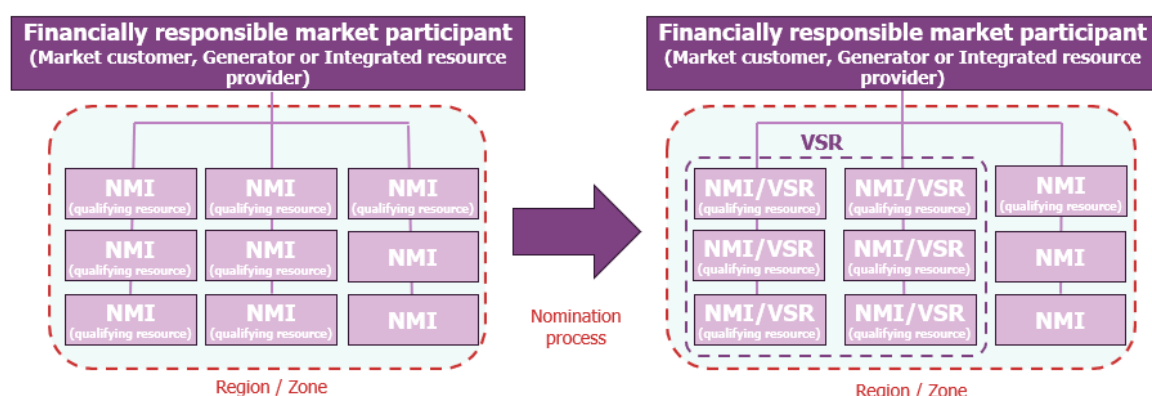 Financially responsible market participant
(Market customer, Generator or Integrated resource
provider)
NMI
(qualifying resource)
NMI
(qualifying resource)
NMI
(qualifying resource)
NMI
(qualifying resource)
NMI
(qualifying resource)
NMI
NMI
(qualifying resource)
NMI
(qualifying resource)
NMI
Region / Zone
Nomination
process
Financially responsible market participant
(Market customer, Generator or Integrated resource
provider)
VSR
NMI/VSR
(qualifying resource)
NMI/VSR
(qualifying resource)
NMI
(qualifying resource)
NMI/VSR
(qualifying resource)
NMI/VSR
(qualifying resource)
NMI
NMI/VSR
(qualifying resource)
NMI/VSR
(qualifying resource)
NMI
Region / Zone